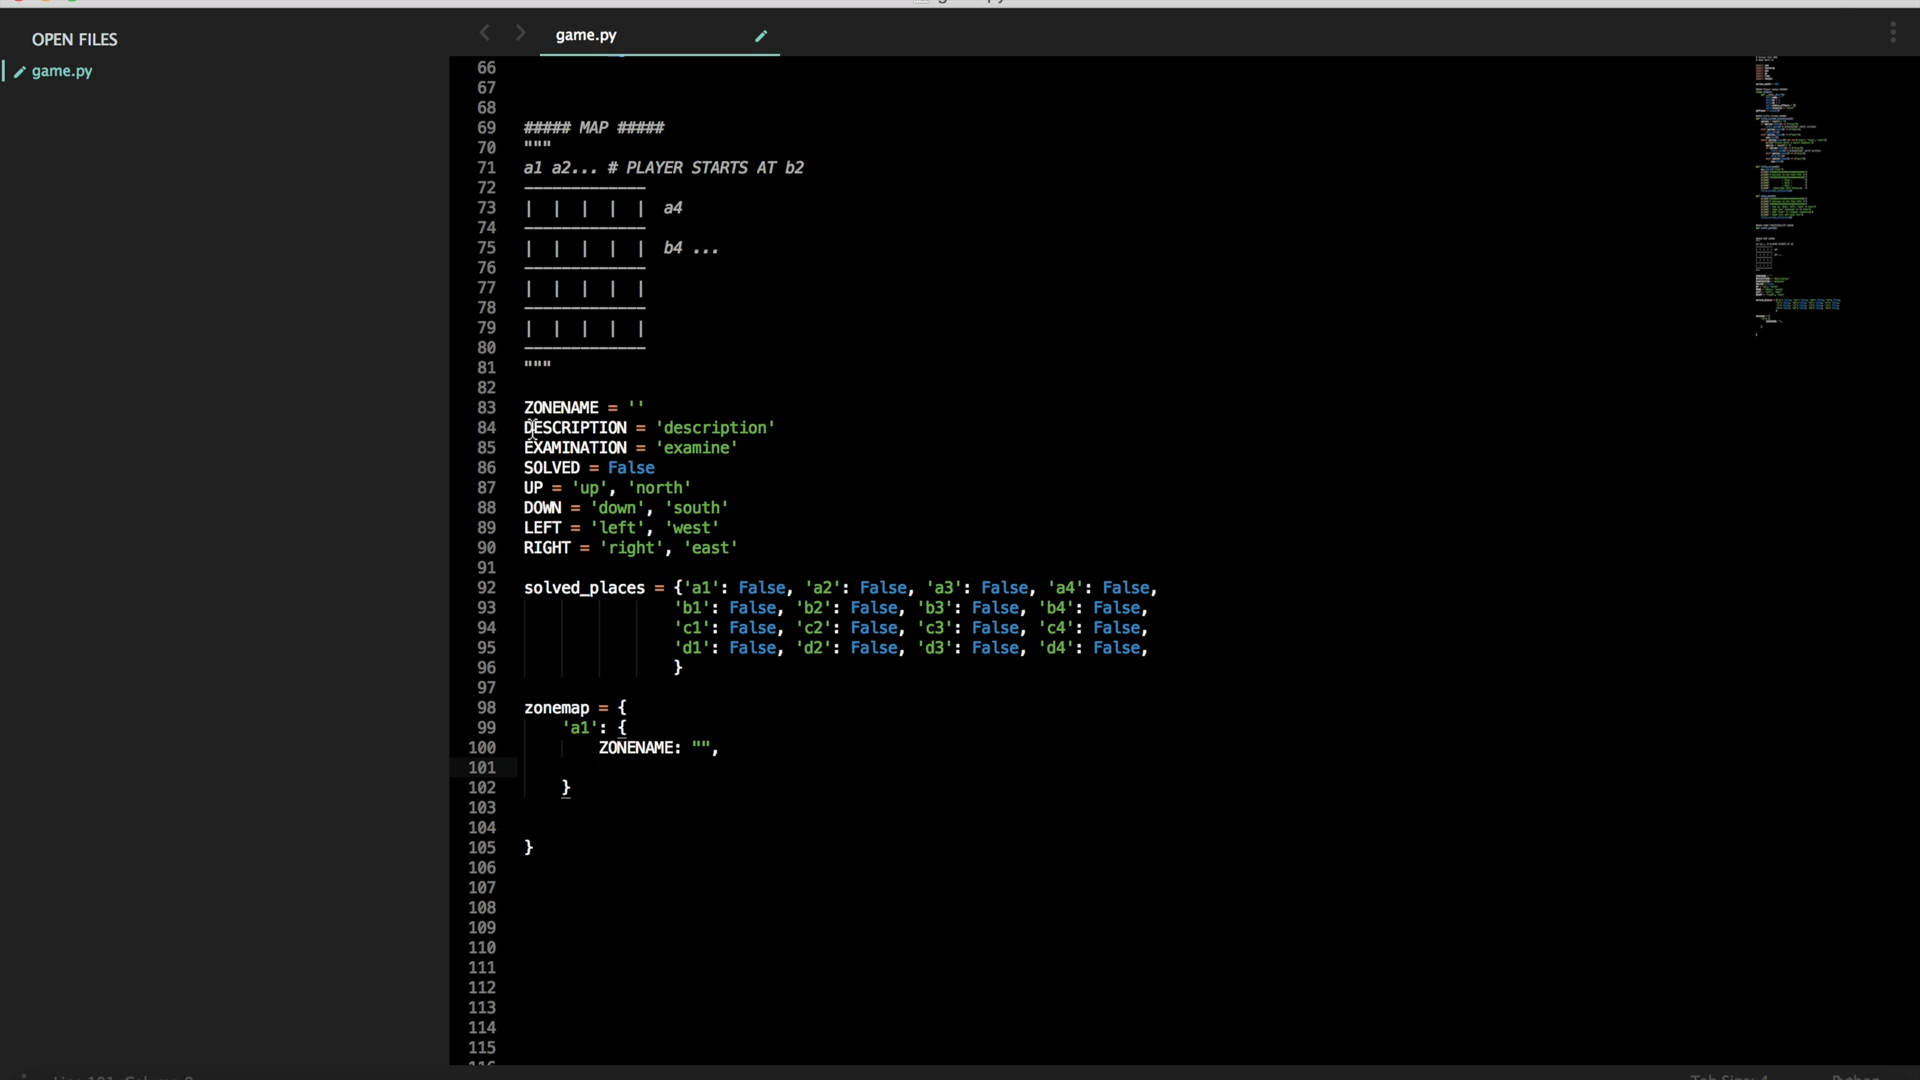 OPEN FILES
game.py
game.py
66
67
68
69 ##### MAP #####
70 """
71 a1 a2... # PLAYER STARTS AT b2
72 -------------
73 |  |  |  |  |  a4
74 -------------
75 |  |  |  |  |  b4 ...
76 -------------
77 |  |  |  |  |
78 -------------
79 |  |  |  |  |
80 -------------
81 """
82
83 ZONENAME = ''
84 DESCRIPTION = 'description'
85 EXAMINATION = 'examine'
86 SOLVED = False
87 UP = 'up', 'north'
88 DOWN = 'down', 'south'
89 LEFT = 'left', 'west'
90 RIGHT = 'right', 'east'
91
92 solved_places = {'a1': False, 'a2': False, 'a3': False, 'a4': False,
93 'b1': False, 'b2': False, 'b3': False, 'b4': False,
94 'c1': False, 'c2': False, 'c3': False, 'c4': False,
95 'd1': False, 'd2': False, 'd3': False, 'd4': False,
96 }
97
98 zonemap = {
99 'a1': {
100 ZONENAME: "",
101
102 }
103
104
105 }
106
107
108
109
110
111
112
113
114
115